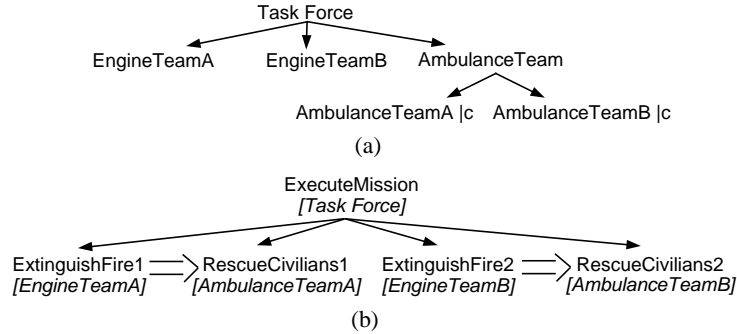 Task Force
EngineTeamA EngineTeamB AmbulanceTeam
AmbulanceTeamA |c AmbulanceTeamB |c
(a)
ExecuteMission
[Task Force]
ExtinguishFire1 RescueCivilians1 ExtinguishFire2 RescueCivilians2
[EngineTeamA] [AmbulanceTeamA] [EngineTeamB] [AmbulanceTeamB]
(b)